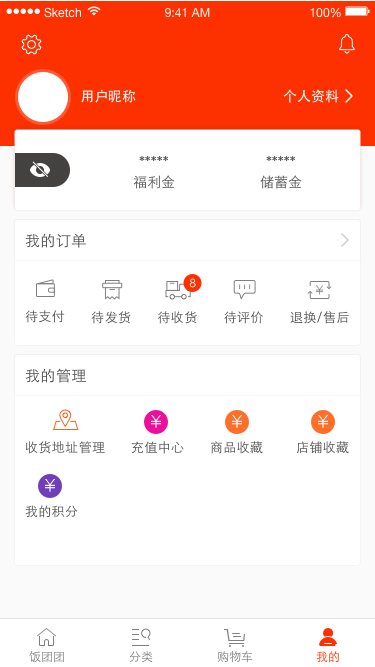 Sketch 9:41 AM 100%
用户昵称 个人资料
***** *****
福利金 储蓄金
我的订单
8
待支付 待发货 待收货 待评价 退换/售后
我的管理
¥ ¥ ¥
收货地址管理 充值中心 商品收藏 店铺收藏
¥
我的积分
饭团团 分类 购物车 我的